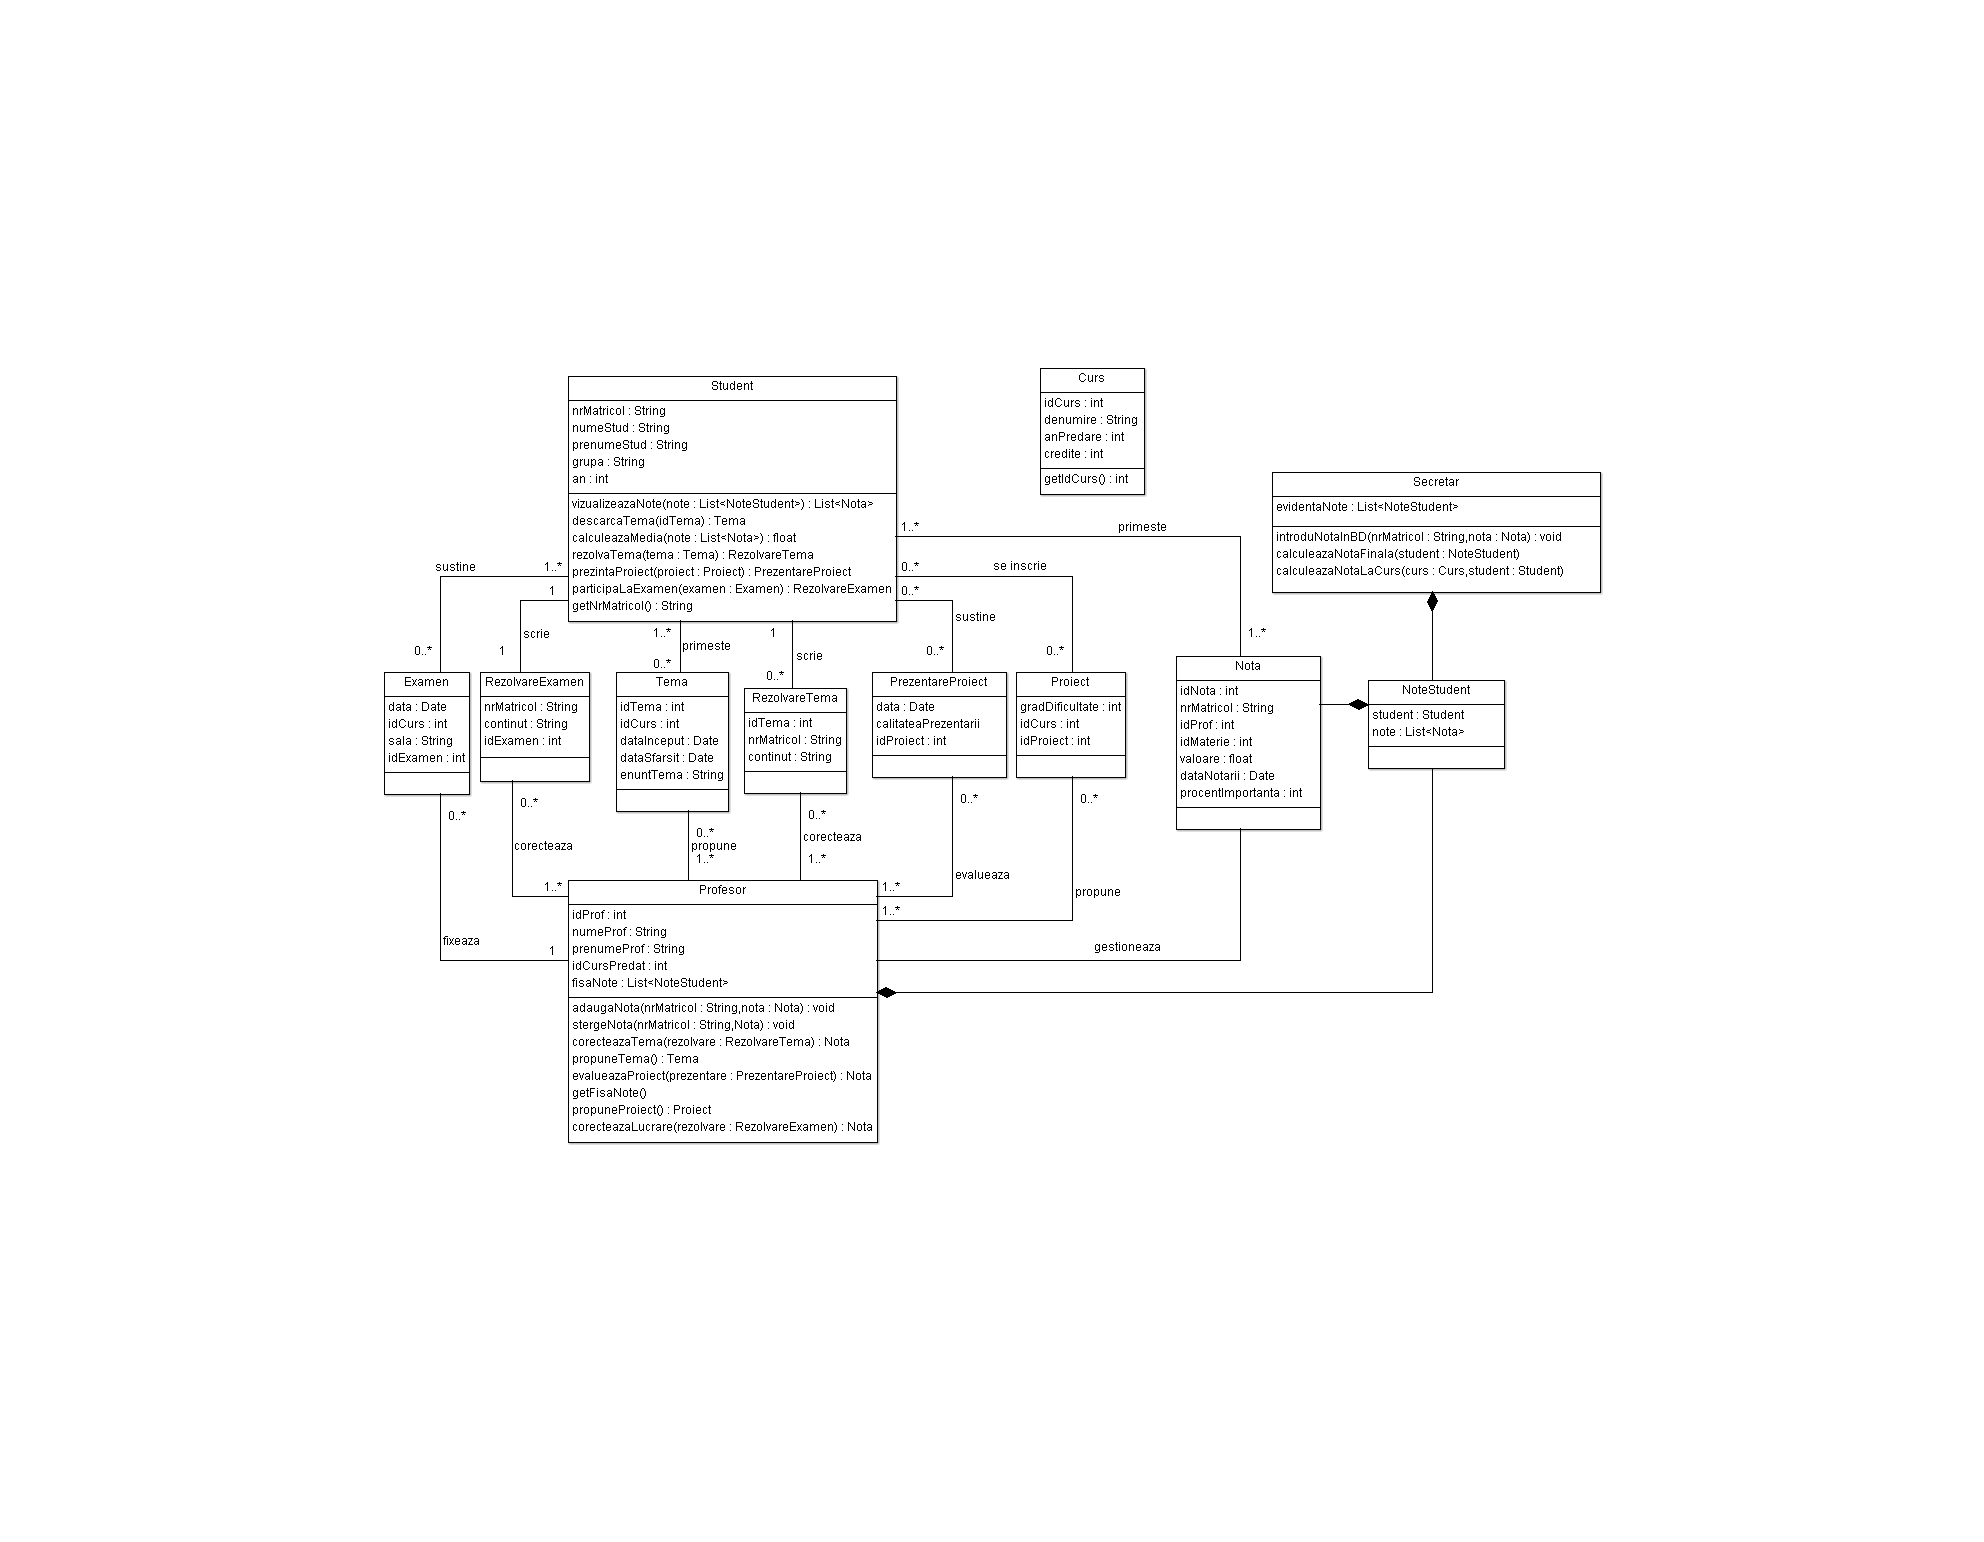 Student
nrMatricol : String
numeStud : String
prenumeStud : String
grupa : String
an : int
vizualizeazaNote(note : List<NoteStudent>) : List<Nota>
descarcaTema(idTema) : Tema
calculeazaMedia(note : List<Nota>) : float
rezolvaTema(tema : Tema) : RezolvareTema
prezintaProiect(proiect : Proiect) : PrezentareProiect
participaLaExamen(examen : Examen) : RezolvareExamen
getNrMatricol() : String
Curs
idCurs : int
denumire : String
anPredare : int
credite : int
getIdCurs() : int
Secretar
evidentaNote : List<NoteStudent>
introduNotaInBD(nrMatricol : String,nota : Nota) : void
calculeazaNotaFinala(student : NoteStudent)
calculeazaNotaLaCurs(curs : Curs,student : Student)
sustine
1..*
0..*
1
scrie
1
1..*
primeste
0..*
1
scrie
0..*
0..*
sustine
0..*
0..*
se inscrie
0..*
1..*
primeste
1..*
Examen
data : Date
idCurs : int
sala : String
idExamen : int
RezolvareExamen
nrMatricol : String
continut : String
idExamen : int
Tema
idTema : int
idCurs : int
dataInceput : Date
dataSfarsit : Date
enuntTema : String
RezolvareTema
idTema : int
nrMatricol : String
continut : String
PrezentareProiect
data : Date
calitateaPrezentarii
idProiect : int
Proiect
gradDificultate : int
idCurs : int
idProiect : int
Nota
idNota : int
nrMatricol : String
idProf : int
idMaterie : int
valoare : float
dataNotarii : Date
procentImportanta : int
NoteStudent
student : Student
note : List<Nota>
0..*
fixeaza
1
0..*
corecteaza
1..*
0..*
propune
1..*
0..*
corecteaza
1..*
0..*
evalueaza
1..*
0..*
propune
1..*
gestioneaza
Profesor
idProf : int
numeProf : String
prenumeProf : String
idCursPredat : int
fisaNote : List<NoteStudent>
adaugaNota(nrMatricol : String,nota : Nota) : void
stergeNota(nrMatricol : String,Nota) : void
corecteazaTema(rezolvare : RezolvareTema) : Nota
propuneTema() : Tema
evalueazaProiect(prezentare : PrezentareProiect) : Nota
getFisaNote()
propuneProiect() : Proiect
corecteazaLucrare(rezolvare : RezolvareExamen) : Nota